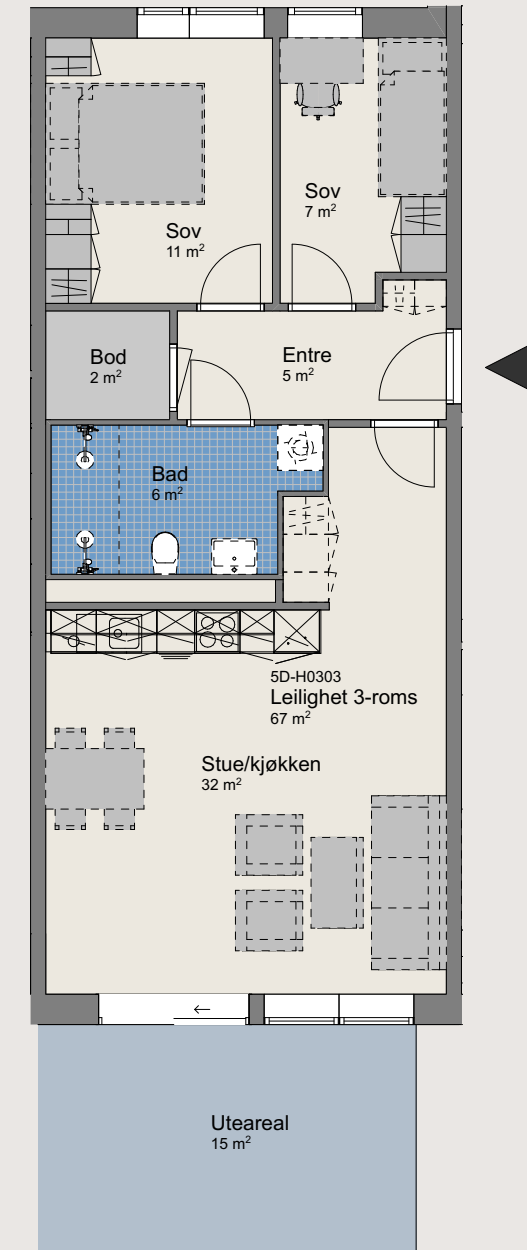 Sov
7 m²
Sov
11 m²
Bod
2 m²
Entre
5 m²
Bad
6 m²
5D-H0303
Leilighet 3-roms
67 m²
Stue/kjøkken
32 m²
Uteareal
15 m²